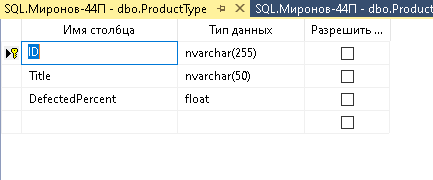 SQL.Миронов-44П - dbo.ProductType SQL.Миронов-44П - dbo.Product
Имя столбца Тип данных Разрешить ...
ID nvarchar(255)
Title nvarchar(50)
DefectedPercent float